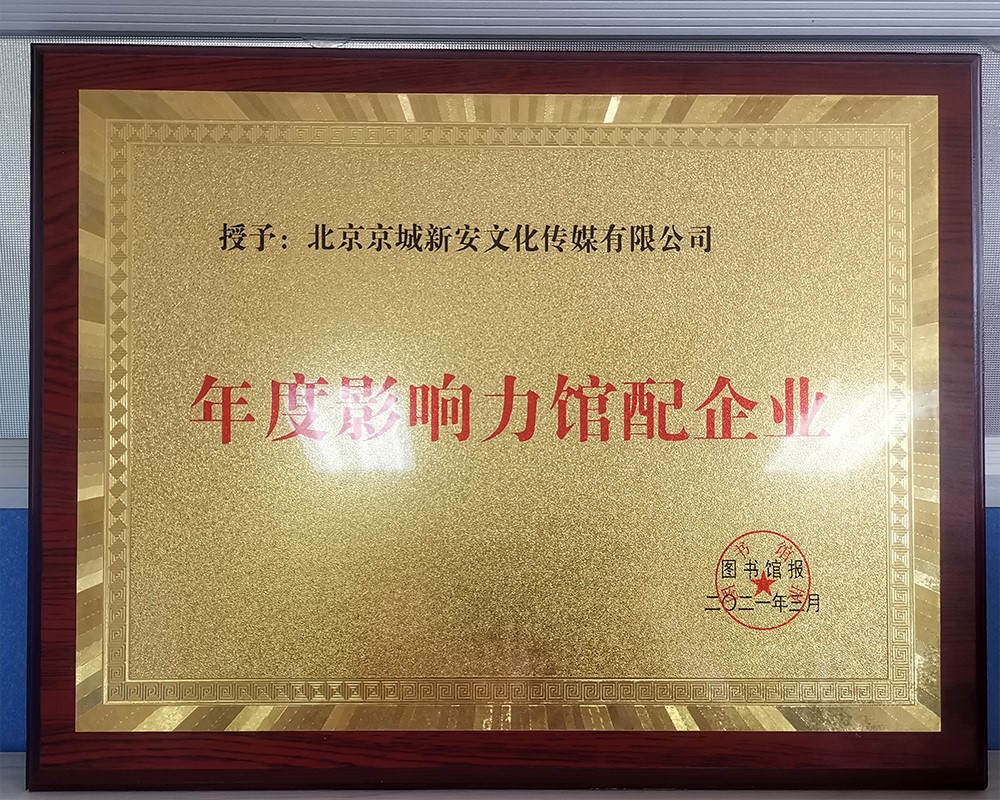 授予：北京京城新安文化传媒有限公司
年度影响力馆配企业
图书馆报
二〇二一年三月